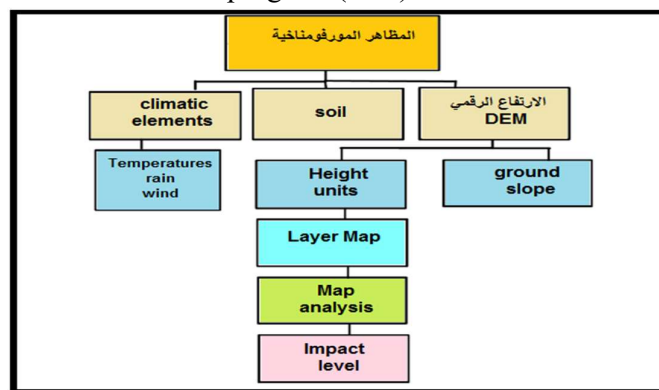 المظاهر المورفومناخية
climatic
elements
soil
الارتفاع الرقمي
DEM
Temperatures
rain
wind
Height
units
ground
slope
Layer Map
Map
analysis
Impact
level